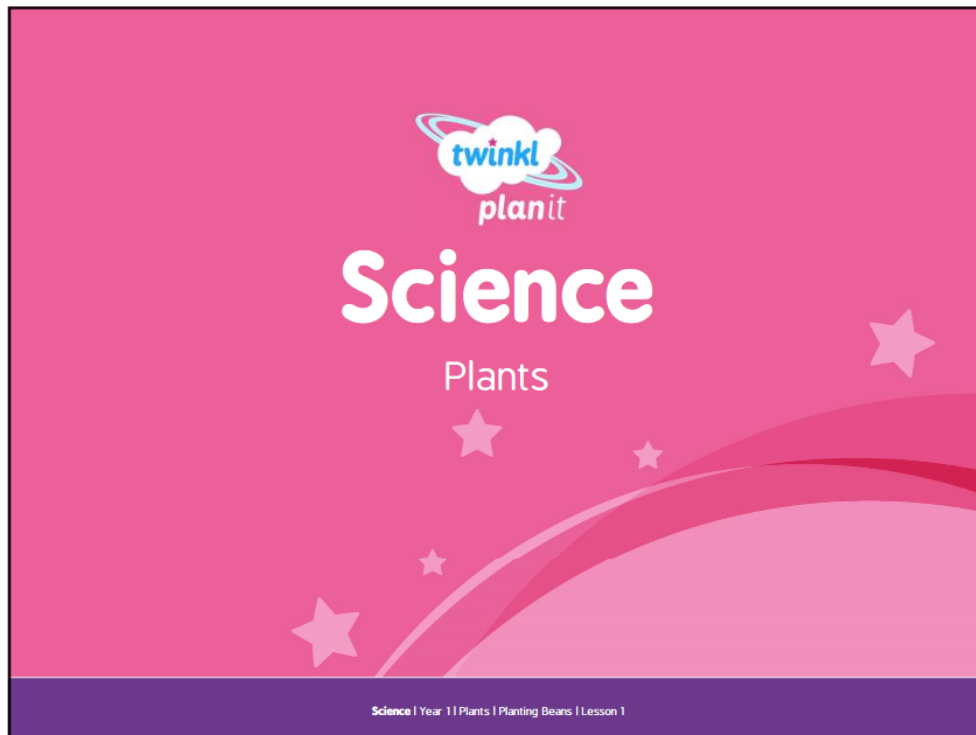 twinkl
planit
Science
Plants
Science | Year 1 | Plants | Planting Beans | Lesson 1